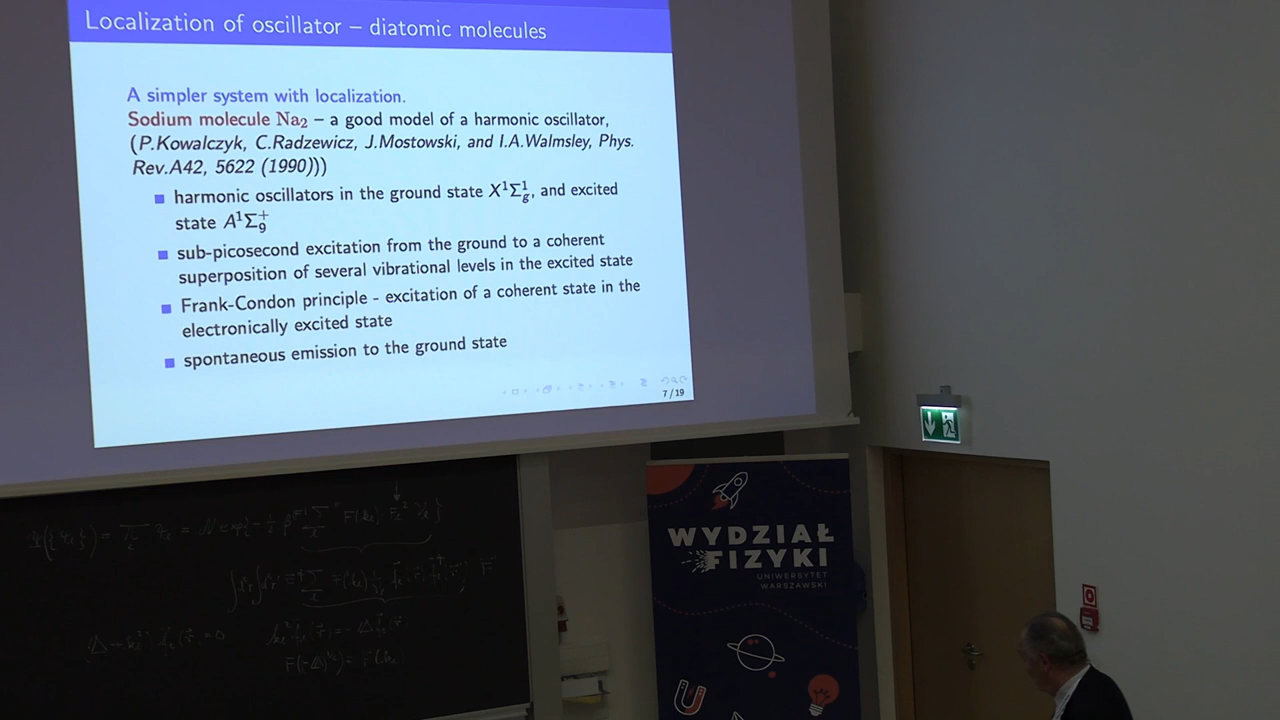 Localization of oscillator – diatomic molecules
A simpler system with localization.
Sodium molecule Na₂ – a good model of a harmonic oscillator,
(P.Kowalczyk, C.Radzewicz, J.Mostowski, and I.A.Walmsley, Phys.
Rev.A42, 5622 (1990)))
harmonic oscillators in the ground state X¹Σ¹g, and excited
state A¹Σ⁺₉
sub-picosecond excitation from the ground to a coherent
superposition of several vibrational levels in the excited state
Frank-Condon principle - excitation of a coherent state in the
electronically excited state
spontaneous emission to the ground state
7 / 19
WYDZIAŁ
FIZYKI
UNIWERSYTET
WARSZAWSKI